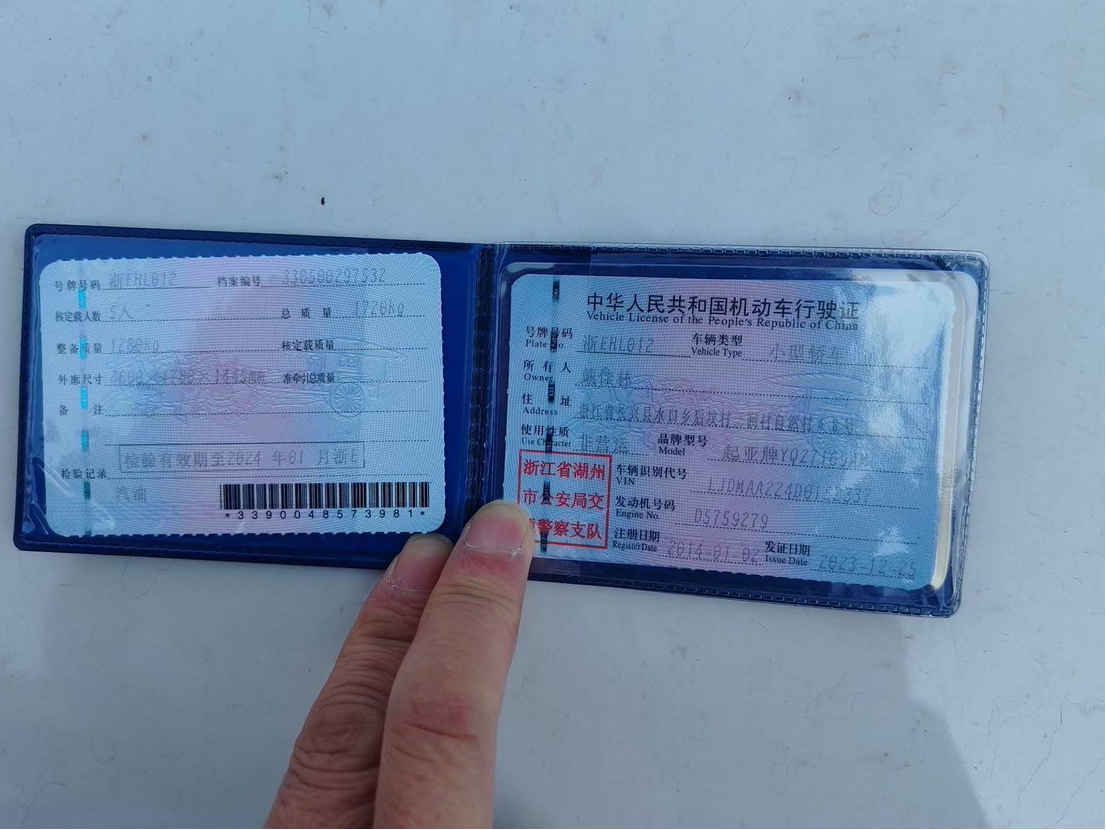 号牌号码 浙EHL012 档案编号 330500297532
核定载人数 5人 总质量 1720kg
整备质量 1280kg 核定载质量
外廓尺寸 准牵引总质量
备注
检验记录 检验有效期至2024年01月浙E
汽油
*3390048573981*
中华人民共和国机动车行驶证
Vehicle License of the People's Republic of China
号牌号码 浙EHL012 车辆类型 小型轿车
Plate No. Vehicle Type
所有人
Owner
住址
Address
使用性质 非营运 品牌型号
Use Character Model
浙江省湖州
市公安局交
警察支队
车辆识别代号
VIN
发动机号码 D5759279
Engine No.
注册日期 2014-01-02 发证日期 2023-12-25
Register Date Issue Date